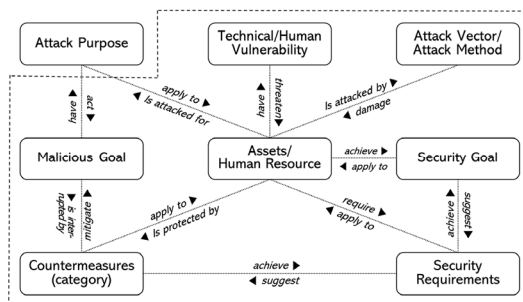 Attack Purpose
Technical/Human
Vulnerability
Attack Vector/
Attack Method
apply to ▶
◀ Is attacked for
have ▶
threaten ▶
Is attacked by ▶
◀ damage
have ▶
act ▶
Malicious Goal
Assets/
Human Resource
achieve ▶
◀ apply to
Security Goal
◀ is inter-
rupted by
mitigate ▶
apply to ▶
◀ Is protected by
require ▶
◀ apply to
achieve ▶
suggest ▶
Countermeasures
(category)
achieve ▶
◀ suggest
Security
Requirements